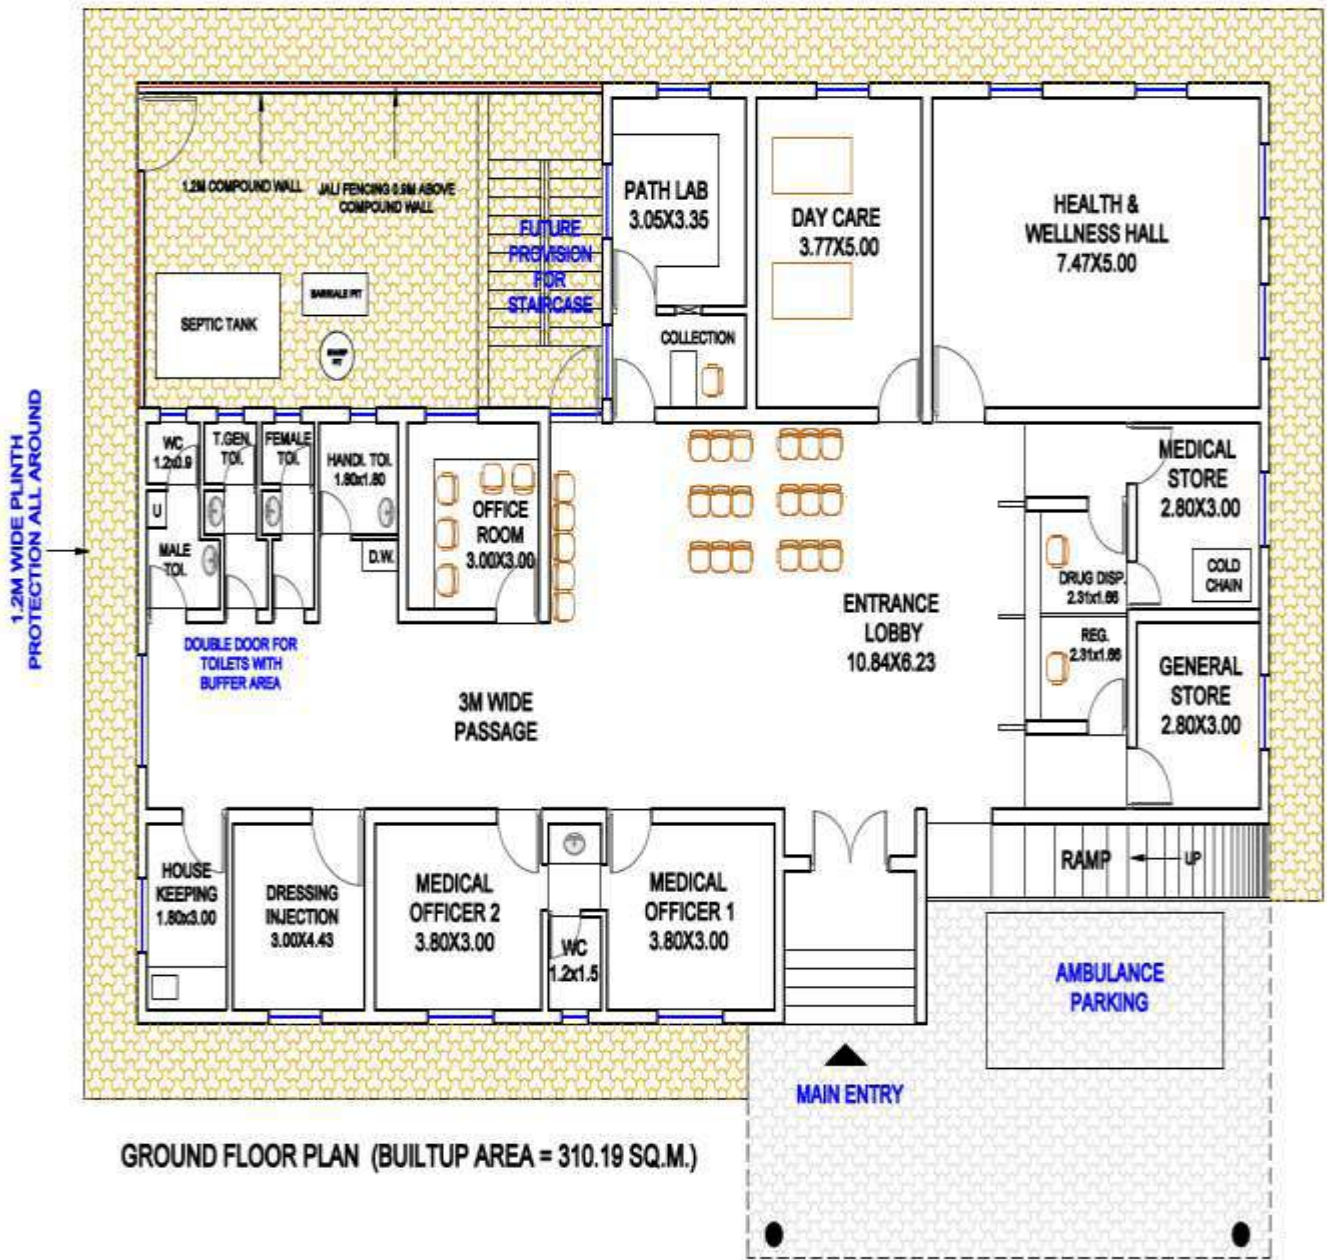 1.2M COMPOUND WALL
JALI FENCING 0.9M ABOVE
COMPOUND WALL
FUTURE
PROVISION
FOR
STAIRCASE
SEPTIC TANK
PIT
PIT
PATH LAB
3.05X3.35
COLLECTION
DAY CARE
3.77X5.00
HEALTH &
WELLNESS HALL
7.47X5.00
1.2M WIDE PLINTH
PROTECTION ALL AROUND
WC
1.2x0.9
T.GEN.
TOI.
FEMALE
TOI.
HANDI. TOI.
1.80x1.80
U
MALE
TOI.
D.W.
OFFICE
ROOM
3.00X3.00
DOUBLE DOOR FOR
TOILETS WITH
BUFFER AREA
3M WIDE
PASSAGE
ENTRANCE
LOBBY
10.84X6.23
MEDICAL
STORE
2.80X3.00
COLD
CHAIN
DRUG DISP.
2.31x1.66
REG.
2.31x1.66
GENERAL
STORE
2.80X3.00
HOUSE
KEEPING
1.80x3.00
DRESSING
INJECTION
3.00X4.43
MEDICAL
OFFICER 2
3.80X3.00
WC
1.2x1.5
MEDICAL
OFFICER 1
3.80X3.00
RAMP
UP
AMBULANCE
PARKING
MAIN ENTRY
GROUND FLOOR PLAN (BUILTUP AREA = 310.19 SQ.M.)